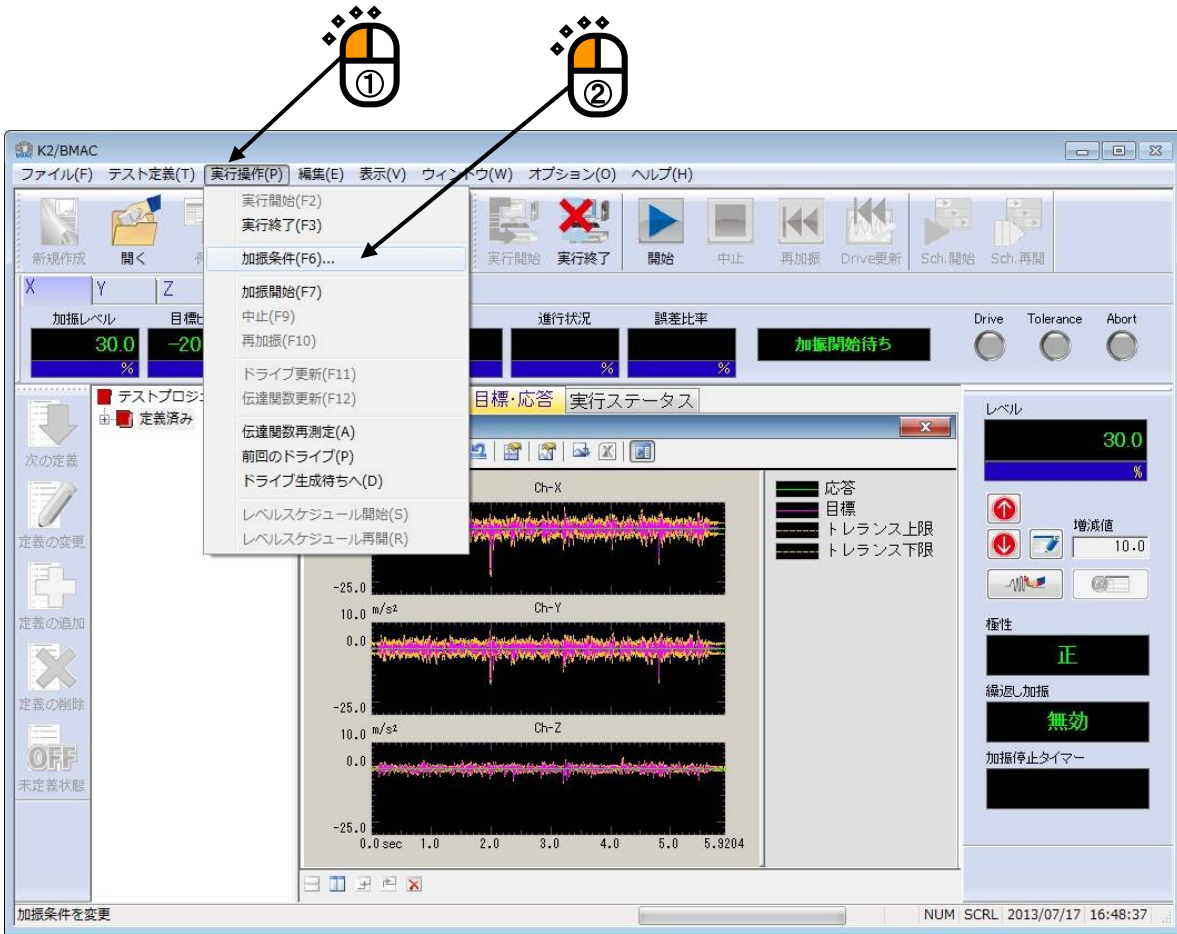 ①
②
K2/BMAC
ファイル(F) テスト定義(T) 実行操作(P) 編集(E) 表示(V) ウィンドウ(W) オプション(O) ヘルプ(H)
実行開始(F2)
実行終了(F3)
加振条件(F6)...
加振開始(F7)
中止(F9)
再加振(F10)
ドライブ更新(F11)
伝達関数更新(F12)
伝達関数再測定(A)
前回のドライブ(P)
ドライブ生成待ちへ(D)
レベルスケジュール開始(S)
レベルスケジュール再開(R)
新規作成 開く 実行開始 実行終了 開始 中止 再加振 Drive更新 Sch.開始 Sch.再開
X Y Z
加振レベル 目標 進行状況 誤差比率 Drive Tolerance Abort
30.0 -20 加振開始待ち
% % %
テストプロジ
定義済み
目標・応答 実行ステータス
次の定義
定義の変更
定義の追加
定義の削除
OFF
未定義状態
Ch-X
-25.0
応答
目標
トレランス上限
トレランス下限
10.0 m/s² Ch-Y
0.0
-25.0
10.0 m/s² Ch-Z
0.0
-25.0
0.0 sec 1.0 2.0 3.0 4.0 5.0 5.9204
レベル
30.0
%
増減値
10.0
極性
正
繰返し加振
無効
加振停止タイマー
加振条件を変更 NUM SCRL 2013/07/17 16:48:37